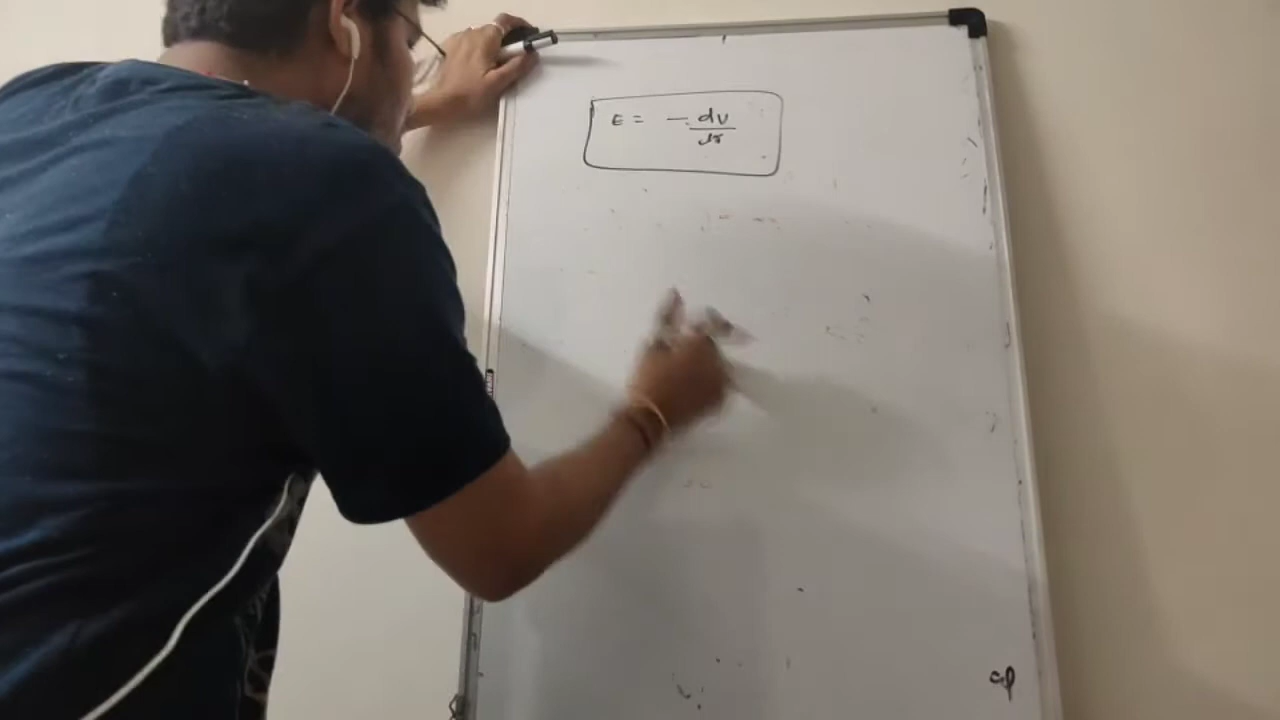 E = - dv/dr